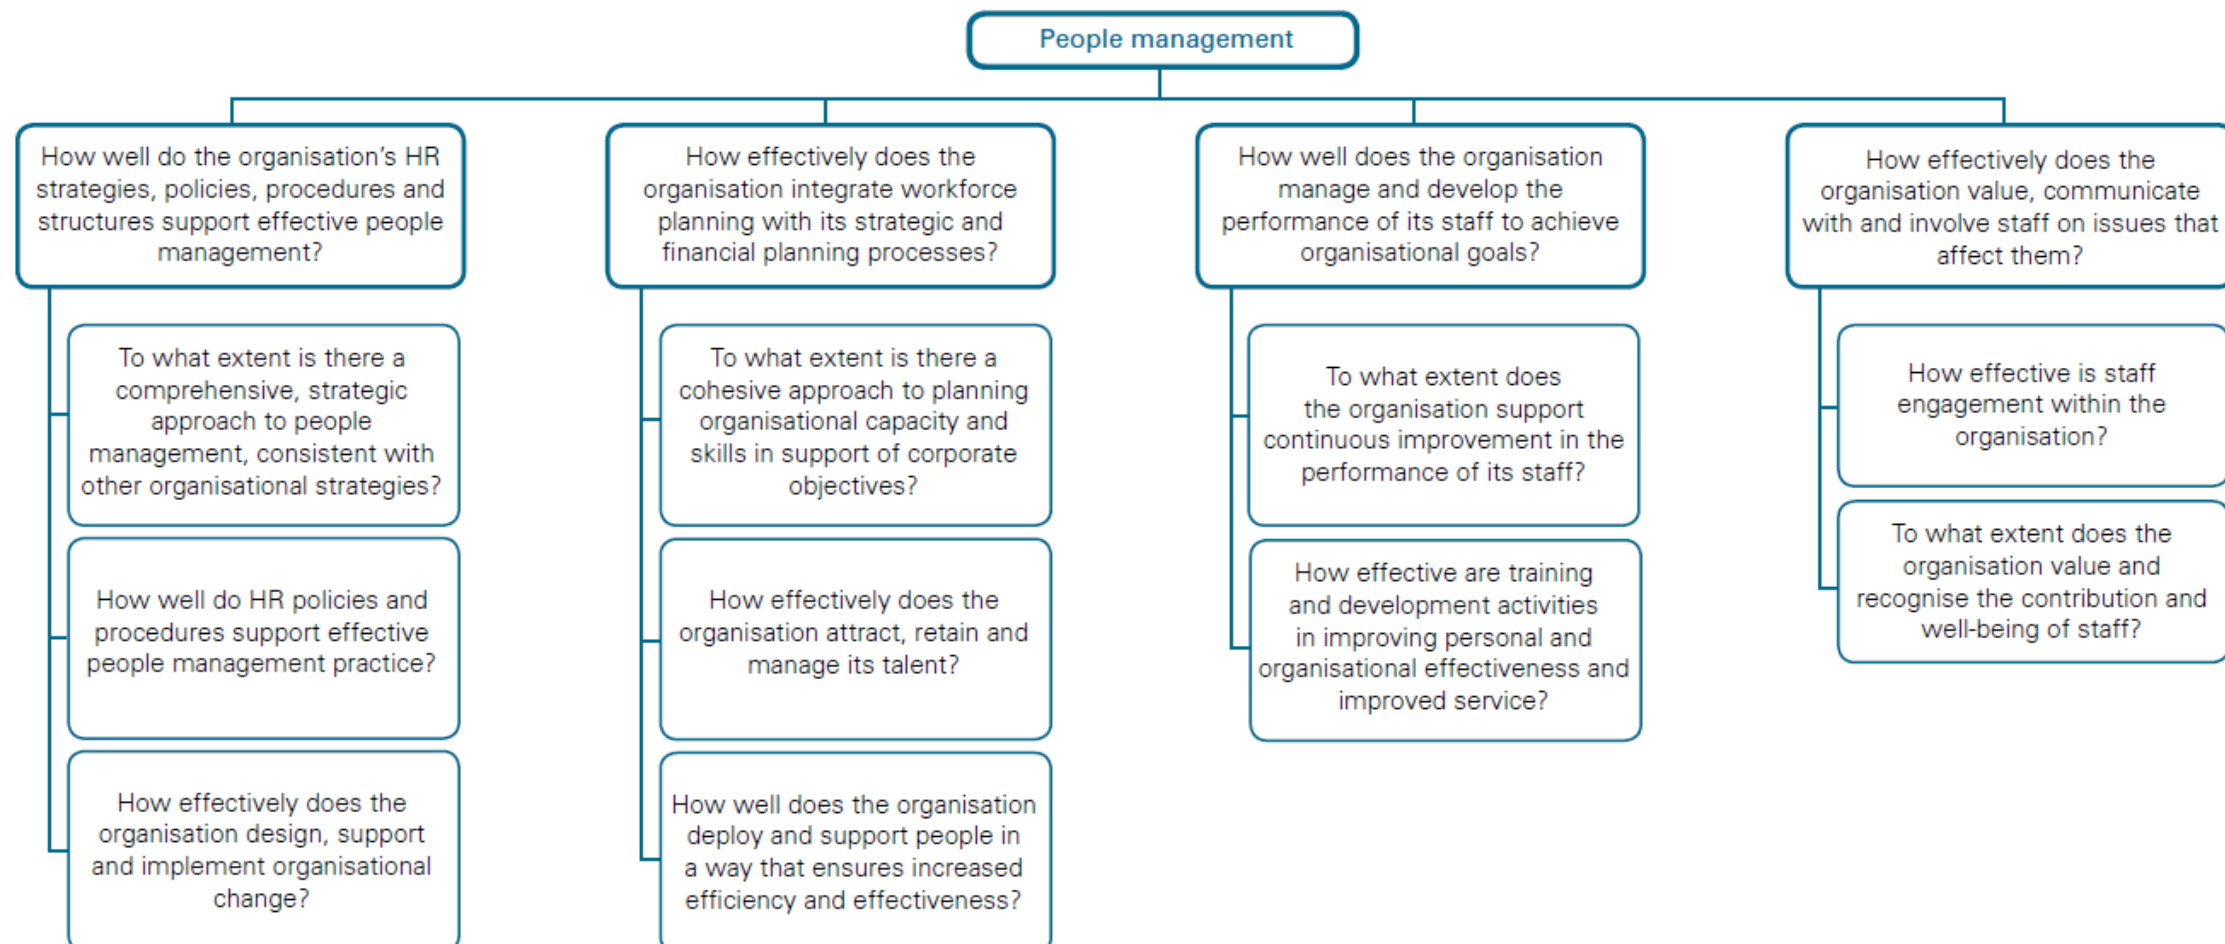 People management
How well do the organisation’s HR
strategies, policies, procedures and
structures support effective people
management?
To what extent is there a
comprehensive, strategic
approach to people
management, consistent with
other organisational strategies?
How well do HR policies and
procedures support effective
people management practice?
How effectively does the
organisation design, support
and implement organisational
change?
How effectively does the
organisation integrate workforce
planning with its strategic and
financial planning processes?
To what extent is there a
cohesive approach to planning
organisational capacity and
skills in support of corporate
objectives?
How effectively does the
organisation attract, retain and
manage its talent?
How well does the organisation
deploy and support people in
a way that ensures increased
efficiency and effectiveness?
How well does the organisation
manage and develop the
performance of its staff to achieve
organisational goals?
To what extent does
the organisation support
continuous improvement in the
performance of its staff?
How effective are training
and development activities
in improving personal and
organisational effectiveness and
improved service?
How effectively does the
organisation value, communicate
with and involve staff on issues that
affect them?
How effective is staff
engagement within the
organisation?
To what extent does the
organisation value and
recognise the contribution and
well-being of staff?